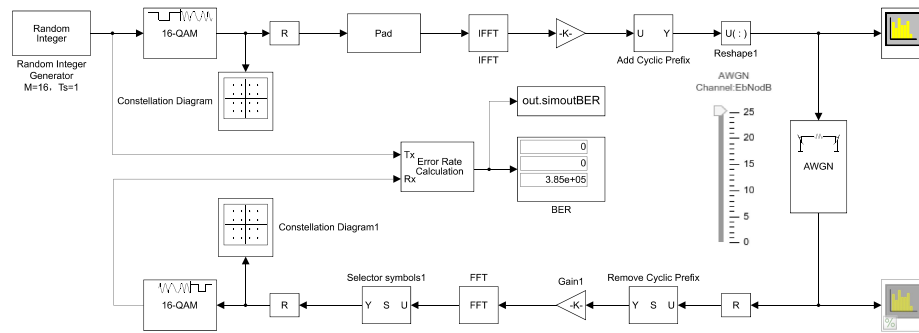 Random
Integer
Random Integer
Generator
M=16，Ts=1
16-QAM
R
Pad
IFFT
IFFT
-K-
U Y
Add Cyclic Prefix
U( : )
Reshape1
Constellation Diagram
AWGN
Channel:EbNodB
25
20
15
10
5
0
AWGN
out.simoutBER
Tx
Rx
Error Rate
Calculation
0
0
3.85e+05
BER
Constellation Diagram1
16-QAM
R
Selector symbols1
Y S U
FFT
FFT
Gain1
-K-
Remove Cyclic Prefix
Y S U
R